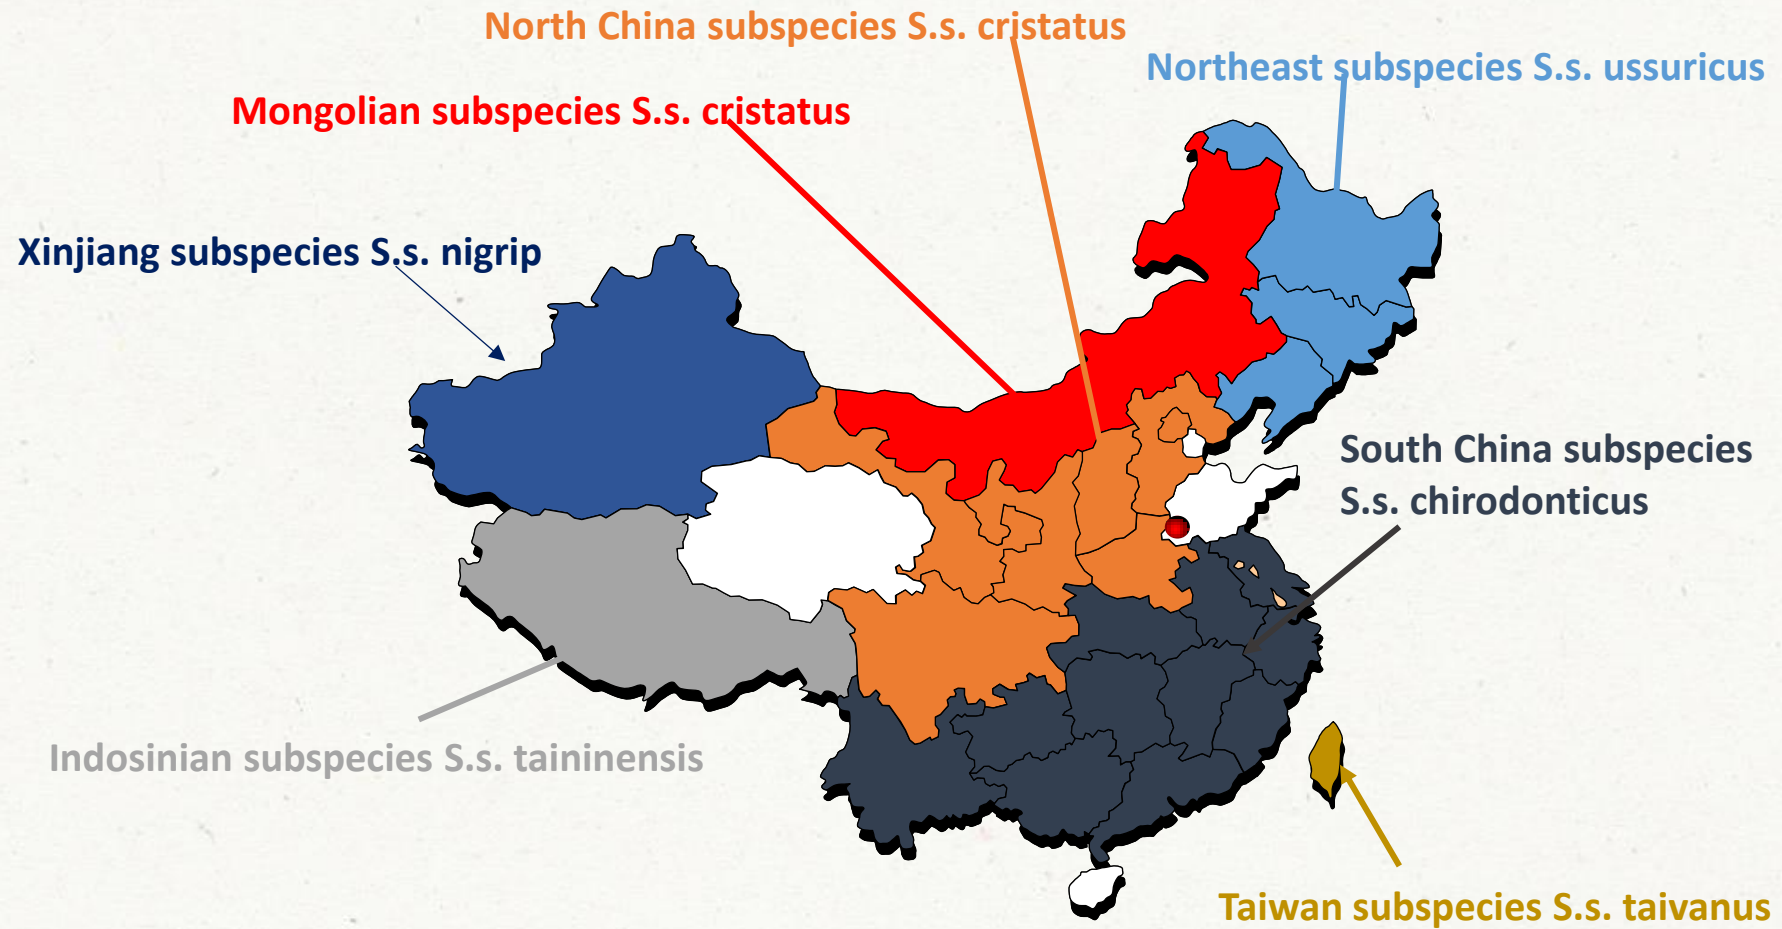 North China subspecies S.s. cristatus
Northeast subspecies S.s. ussuricus
Mongolian subspecies S.s. cristatus
Xinjiang subspecies S.s. nigrip
South China subspecies
S.s. chirodonticus
Indosinian subspecies S.s. taininensis
Taiwan subspecies S.s. taivanus